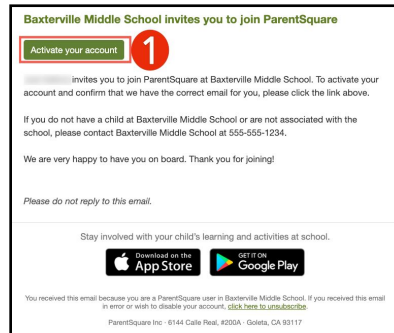 Baxterville Middle School invites you to join ParentSquare
Activate your account
1
invites you to join ParentSquare at Baxterville Middle School. To activate your
account and confirm that we have the correct email for you, please click the link above.
If you do not have a child at Baxterville Middle School or are not associated with the
school, please contact Baxterville Middle School at 555-555-1234.
We are very happy to have you on board. Thank you for joining!
Please do not reply to this email.
Stay involved with your child's learning and activities at school.
Download on the
App Store
GET IT ON
Google Play
You received this email because you are a ParentSquare user in Baxterville Middle School. If you received this email
in error or wish to disable your account, click here to unsubscribe.
ParentSquare Inc · 6144 Calle Real, #200A · Goleta, CA 93117